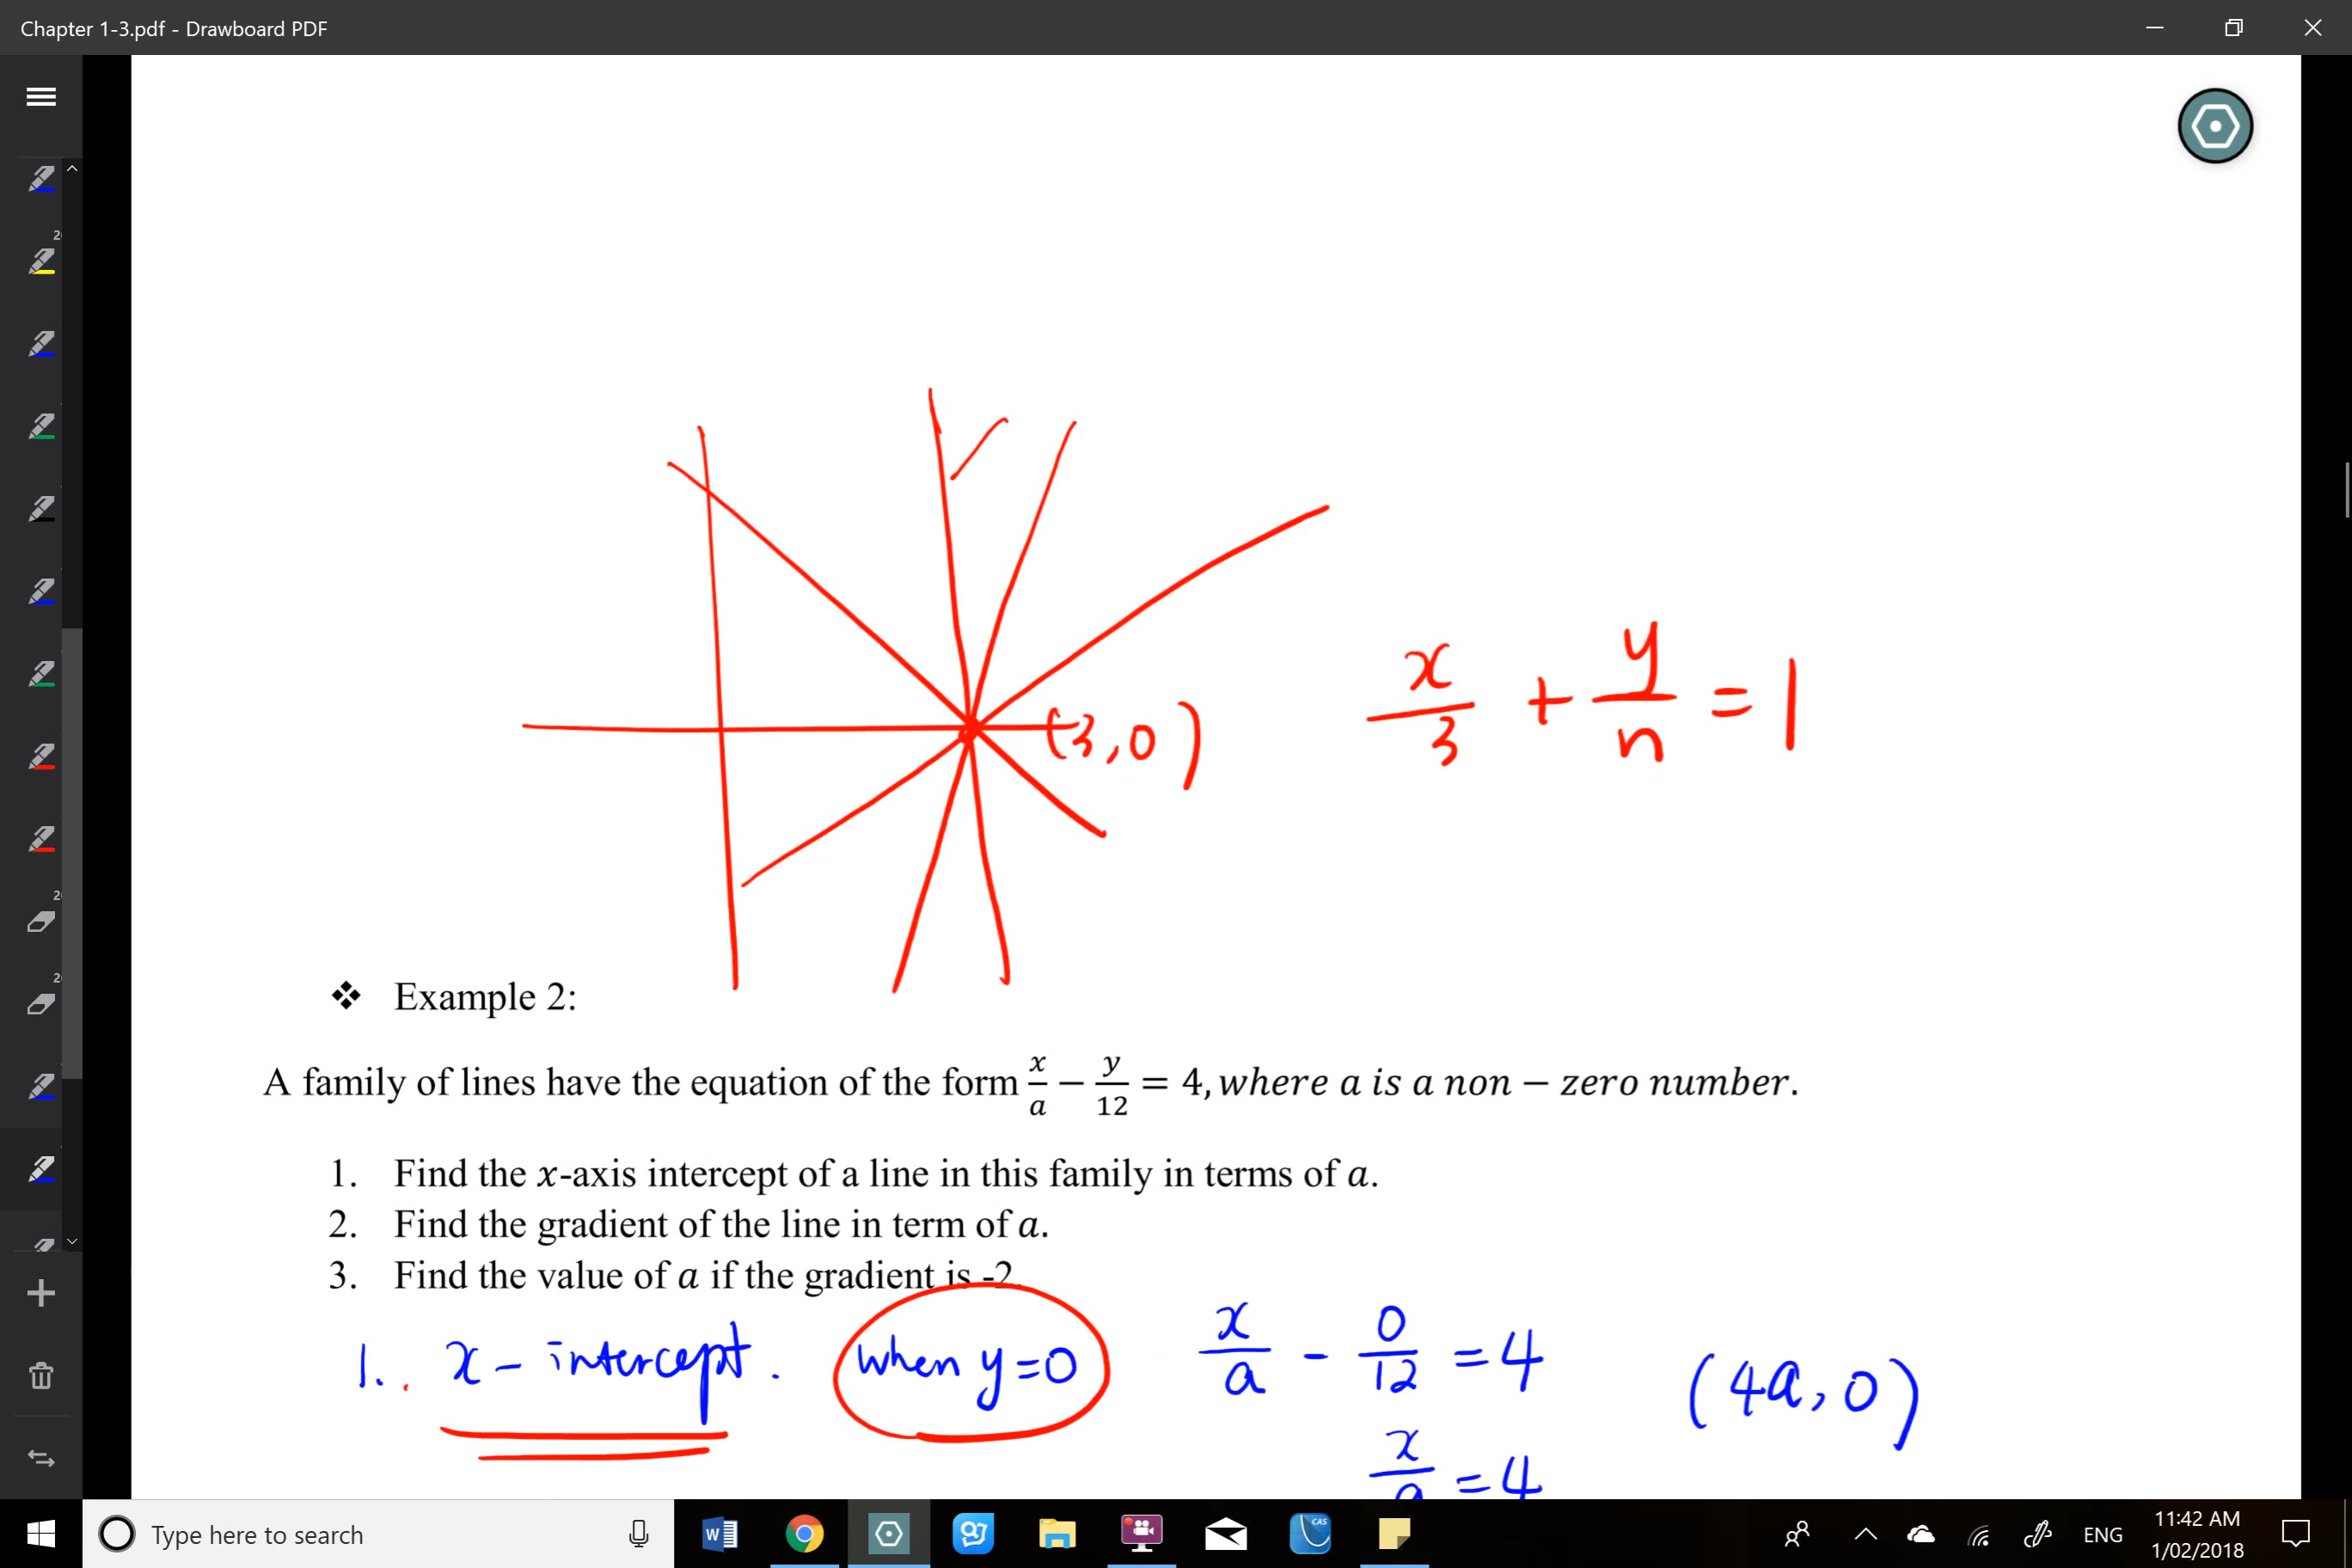 Chapter 1-3.pdf - Drawboard PDF
x/3 + y/n = 1
(3,0)
❖ Example 2:
A family of lines have the equation of the form x/a − y/12 = 4, where a is a non − zero number.
1. Find the x-axis intercept of a line in this family in terms of a.
2. Find the gradient of the line in term of a.
3. Find the value of a if the gradient is -2.
1. x - intercept. when y=0 x/a - 0/12 = 4 (4a,0)
x/a = 4
Type here to search
CAS
ENG
11:42 AM
1/02/2018